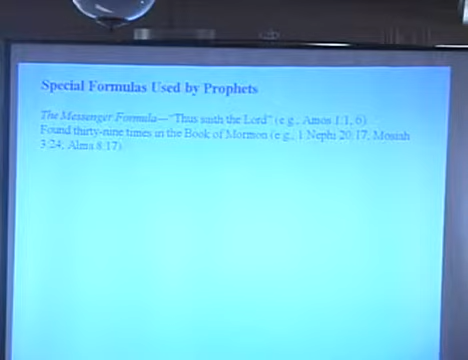 Special Formulas Used by Prophets
The Messenger Formula—"Thus saith the Lord" (e.g., Amos 1:1, 6).
Found thirty-nine times in the Book of Mormon (e.g., 1 Nephi 20:17, Mosiah
3:24, Alma 8:17)